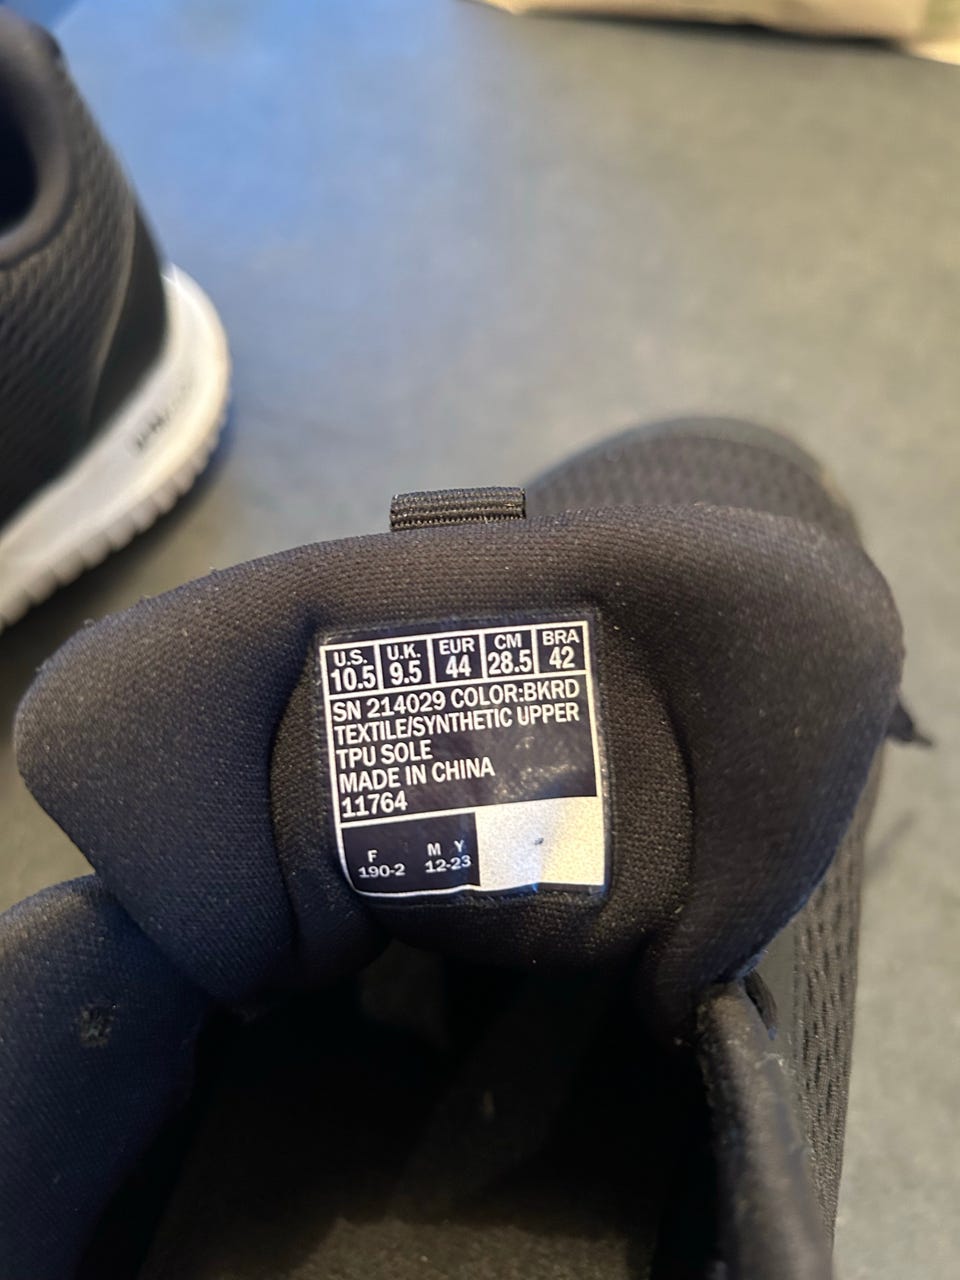 U.S. U.K. EUR CM BRA
10.5 9.5 44 28.5 42
SN 214029 COLOR:BKRD
TEXTILE/SYNTHETIC UPPER
TPU SOLE
MADE IN CHINA
11764
F M Y
190-2 12-23